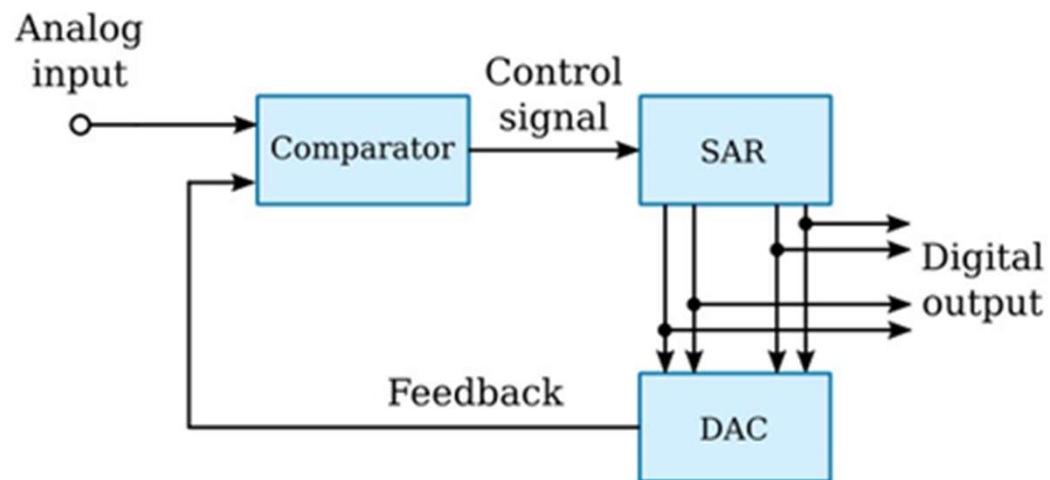 Analog
input
Control
signal
Comparator
SAR
Digital
output
Feedback
DAC